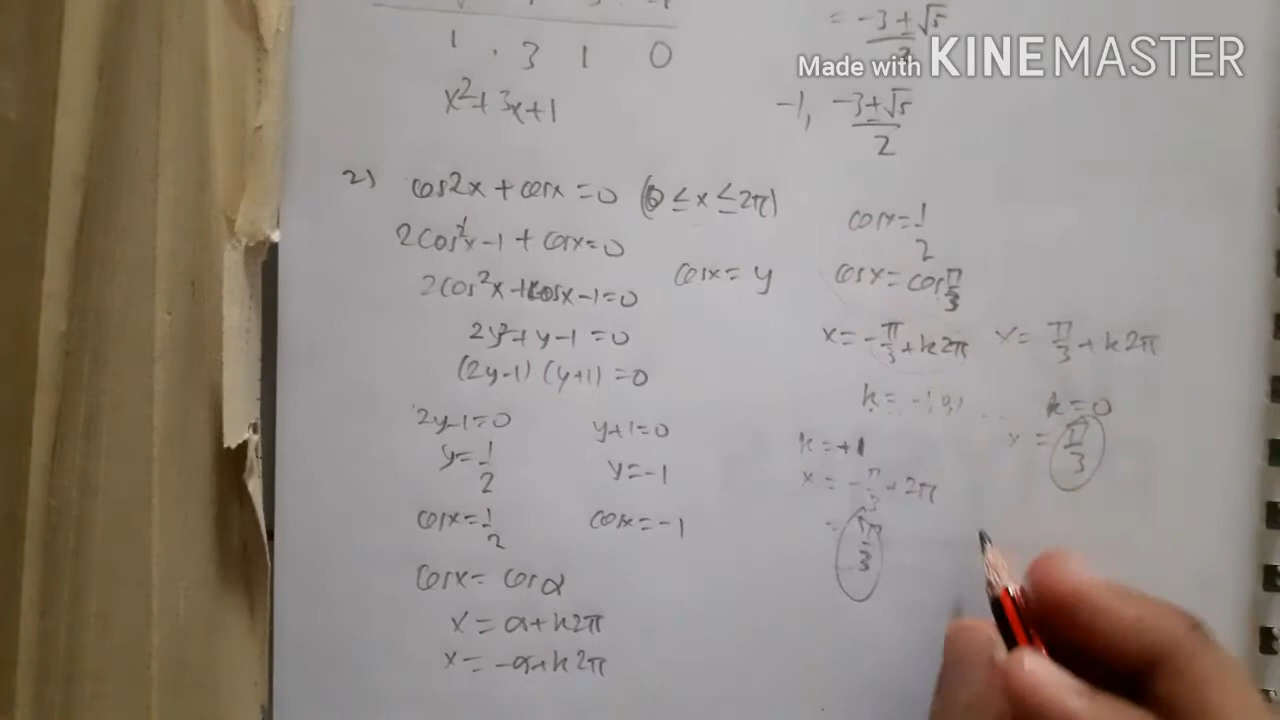 1 . 3 1 0
x²+3x+1
= -3±√5
Made with KINEMASTER
-1, -3±√5
2
2) cos2x + cosx = 0 (0 ≤ x ≤ 2π)
2cos²x - 1 + cosx = 0
2cos²x + cosx - 1 = 0
cosx = y
2y² + y - 1 = 0
(2y-1) (y+1) = 0
2y-1=0 y+1=0
y = 1/2 y = -1
cosx = 1/2 cosx = -1
cosx = cosα
x = α + k2π
x = -α + k2π
cosx = 1/2
cosx = cos π/3
x = -π/3 + k2π x = π/3 + k2π
k = -1, 0, 1 ... k = 0
x = π/3
k = +1
x = -π/3 + 2π
= 5π/3